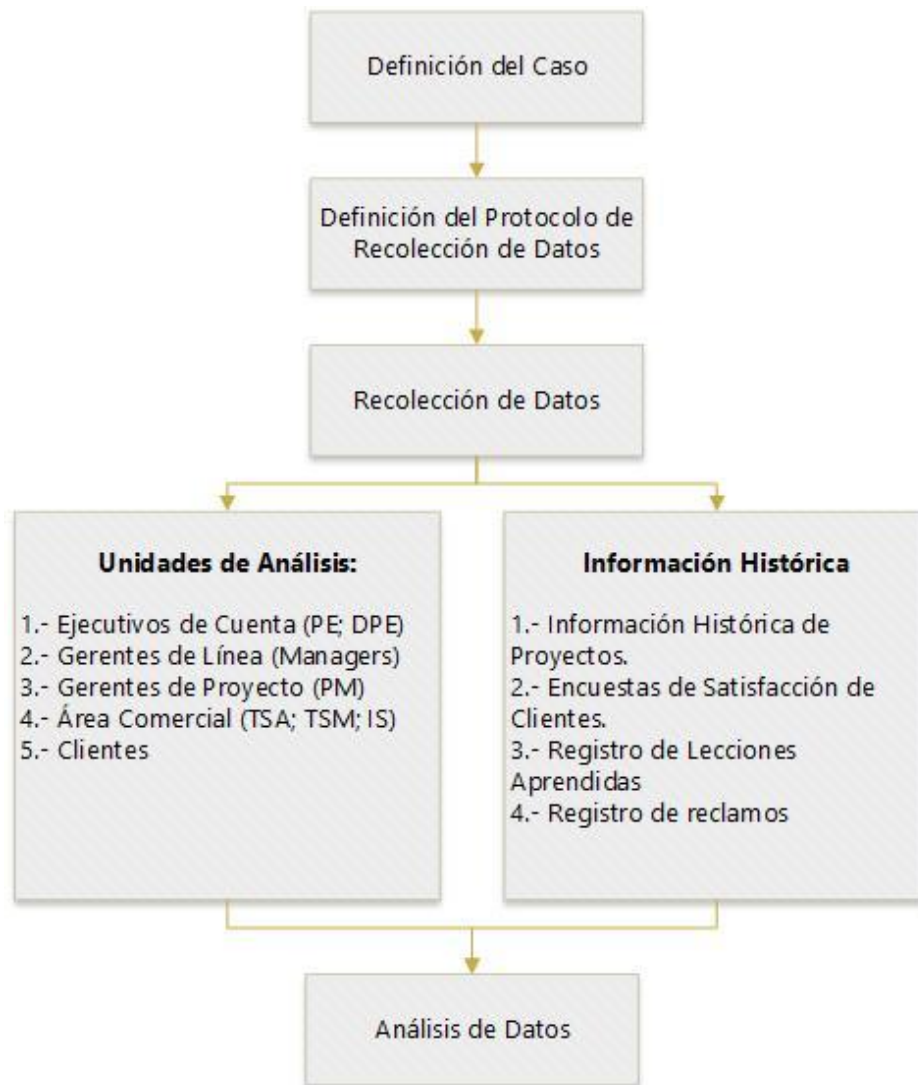 Definición del Caso
Definición del Protocolo de
Recolección de Datos
Recolección de Datos
Unidades de Análisis:
1.- Ejecutivos de Cuenta (PE; DPE)
2.- Gerentes de Línea (Managers)
3.- Gerentes de Proyecto (PM)
4.- Área Comercial (TSA; TSM; IS)
5.- Clientes
Información Histórica
1.- Información Histórica de
Proyectos.
2.- Encuestas de Satisfacción de
Clientes.
3.- Registro de Lecciones
Aprendidas
4.- Registro de reclamos
Análisis de Datos